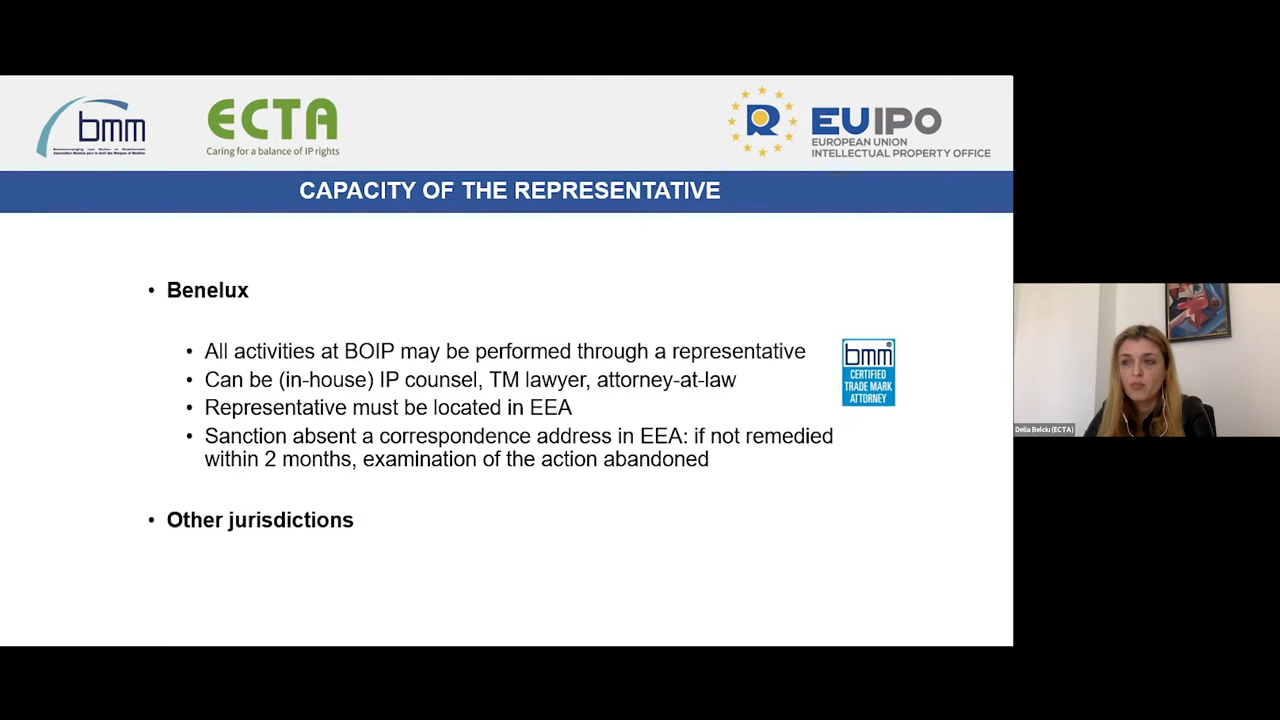 bmm
ECTA
Caring for a balance of IP rights
R
EUIPO
EUROPEAN UNION
INTELLECTUAL PROPERTY OFFICE
CAPACITY OF THE REPRESENTATIVE
• Benelux
• All activities at BOIP may be performed through a representative
• Can be (in-house) IP counsel, TM lawyer, attorney-at-law
• Representative must be located in EEA
• Sanction absent a correspondence address in EEA: if not remedied
within 2 months, examination of the action abandoned
bmm®
CERTIFIED
TRADE MARK
ATTORNEY
• Other jurisdictions
Delia Belciu (ECTA)